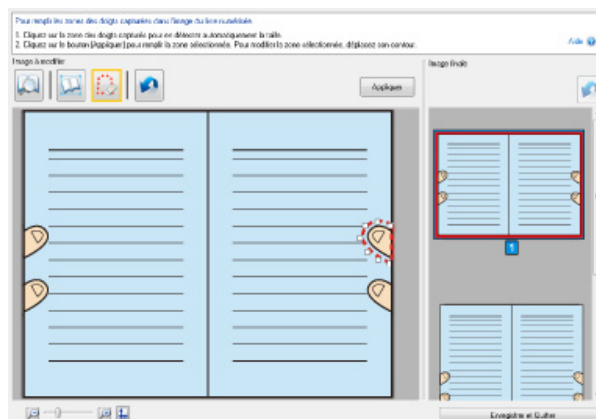 Pour remplir les zones des doigts capturées dans l'image du livre numérisée
1. Cliquez sur la zone des doigts capturés pour en détecter automatiquement la taille.
2. Cliquez sur le bouton [Appliquer] pour remplir la zone sélectionnée. Pour modifier la zone sélectionnée, déplacez son contour.
Aide
Image à modifier
Image finale
Appliquer
1
Enregistrer et Quitter